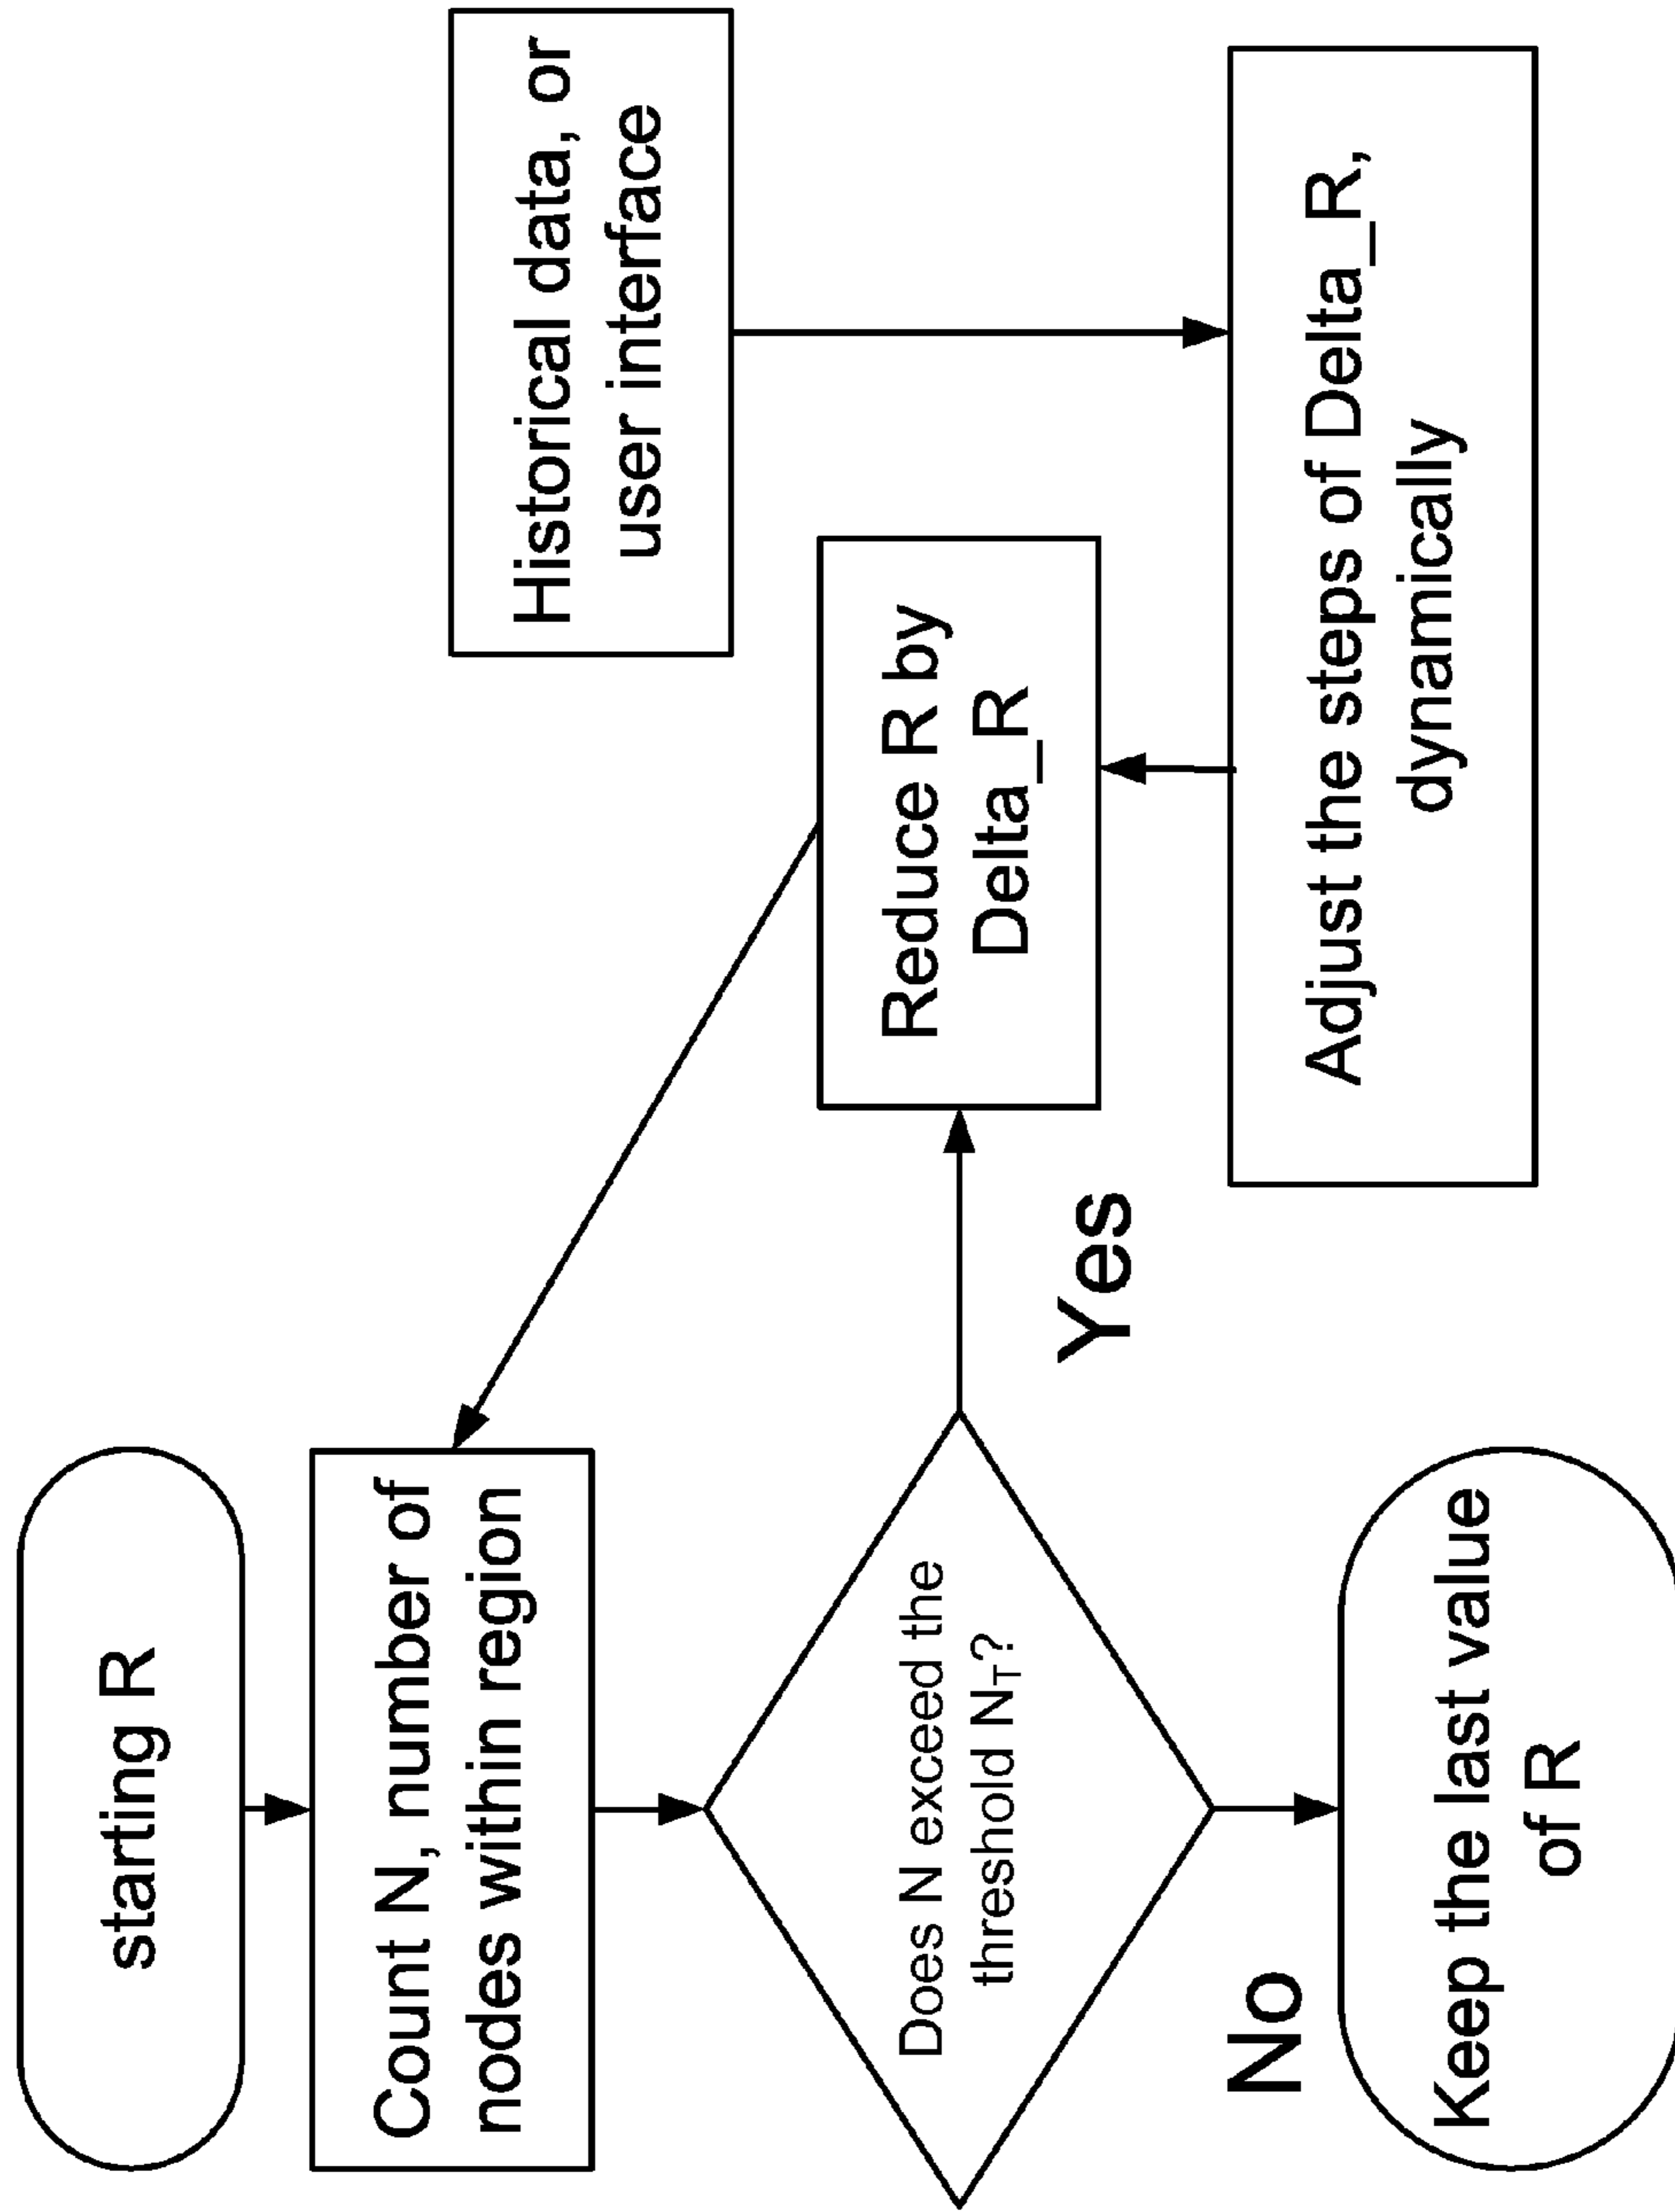 starting R
Count N, number of
nodes within region
Does N exceed the
threshold N_T?
Yes
No
Keep the last value
of R
Reduce R by
Delta_R
Historical data, or
user interface
Adjust the steps of Delta_R,
dynamically